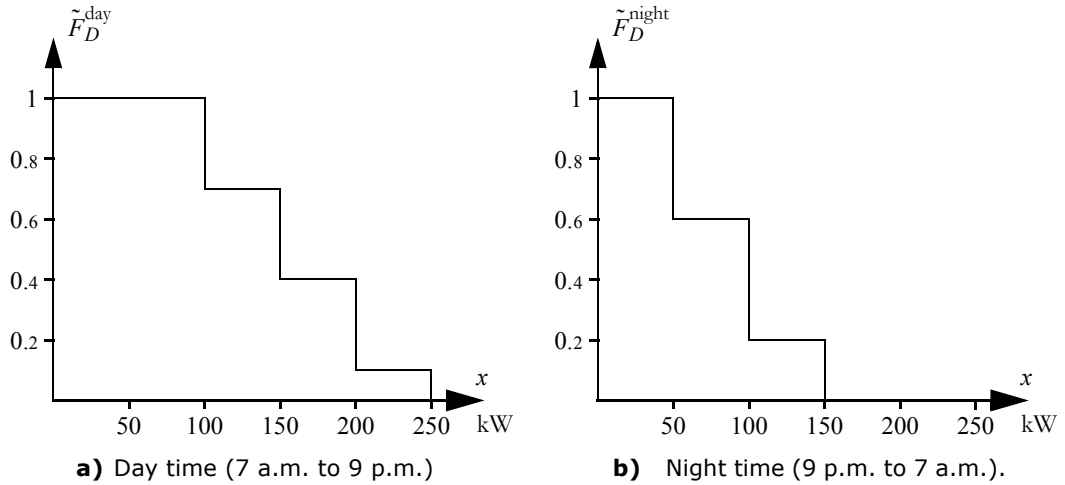 F̃_D^day
1
0.8
0.6
0.4
0.2
50 100 150 200 250
x
kW
a) Day time (7 a.m. to 9 p.m.)
F̃_D^night
1
0.8
0.6
0.4
0.2
50 100 150 200 250
x
kW
b) Night time (9 p.m. to 7 a.m.).